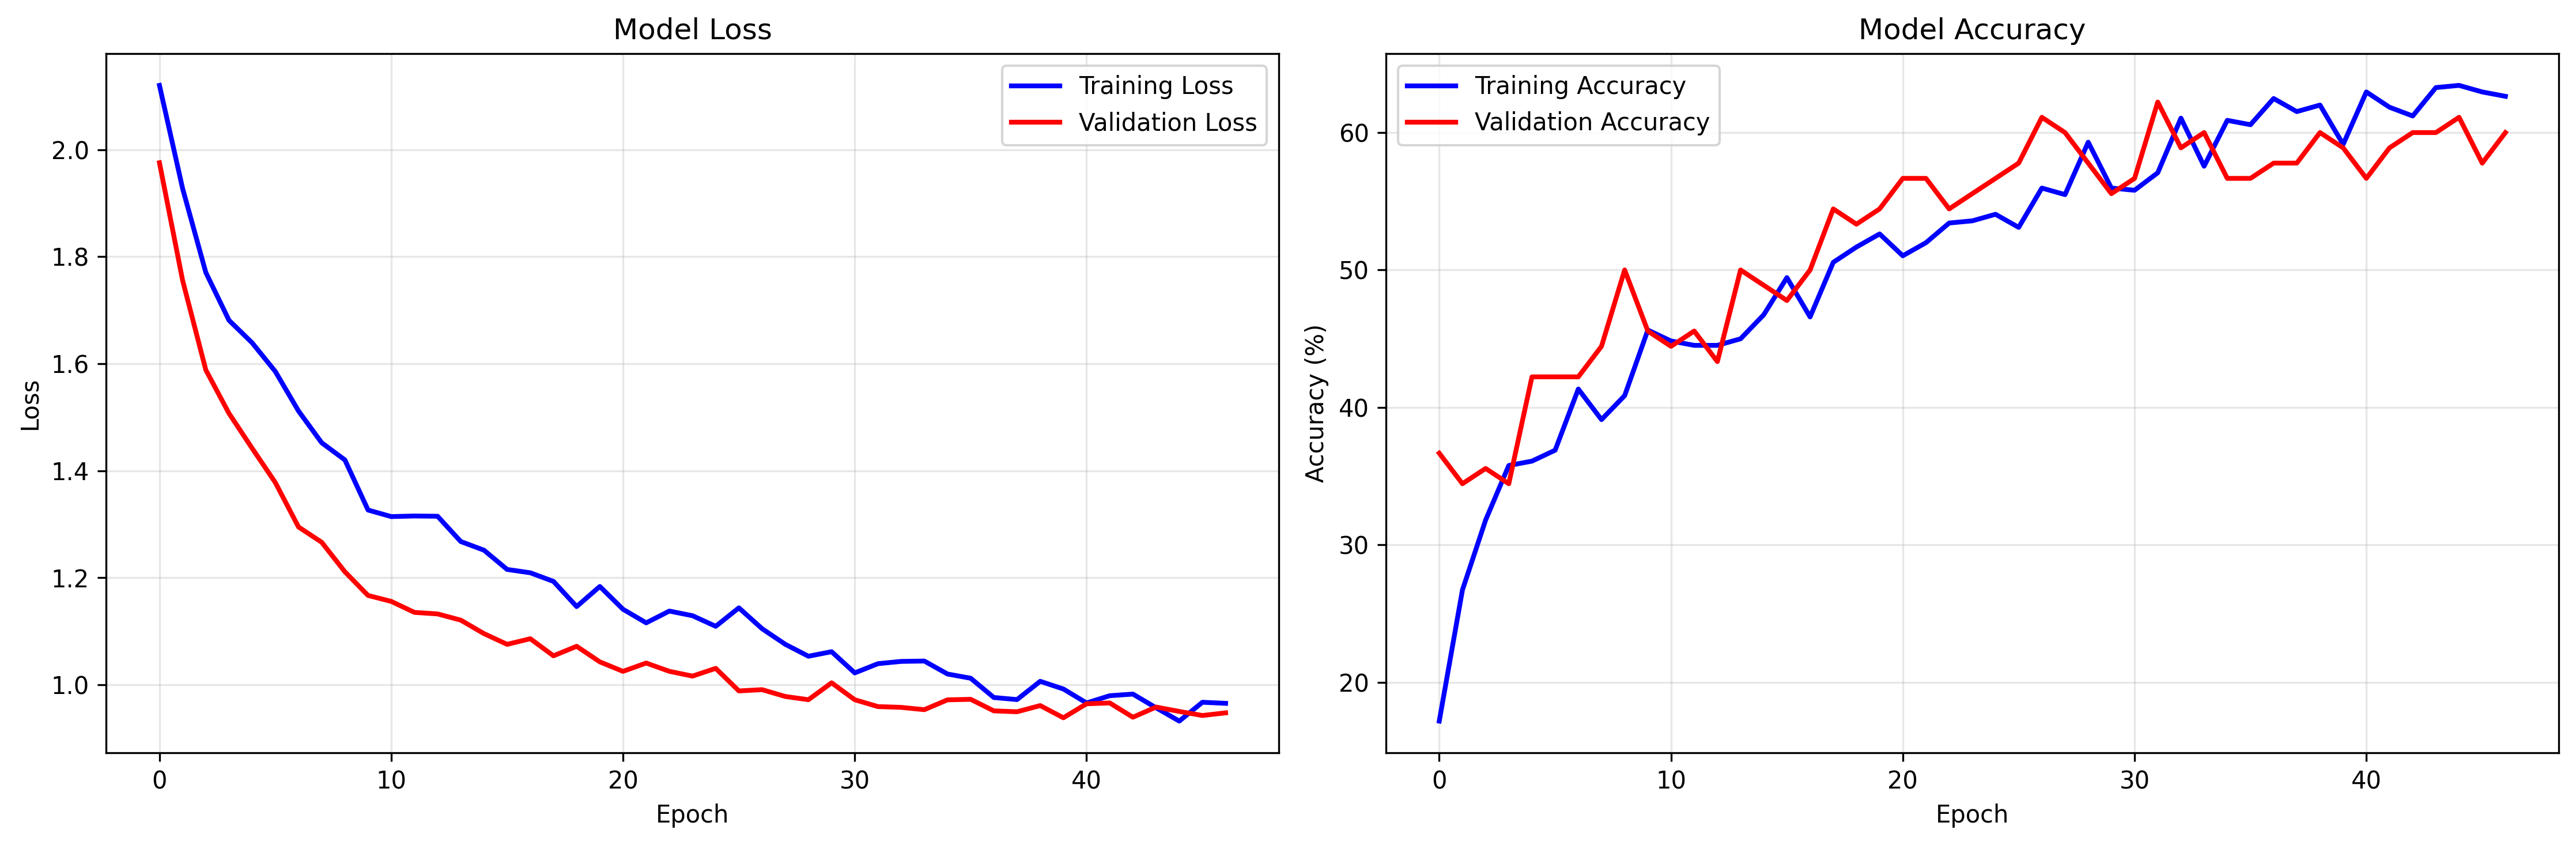 Model Loss
Training Loss
Validation Loss
2.0
1.8
1.6
1.4
1.2
1.0
Loss
0 10 20 30 40
Epoch
Model Accuracy
Training Accuracy
Validation Accuracy
60
50
40
30
20
Accuracy (%)
0 10 20 30 40
Epoch